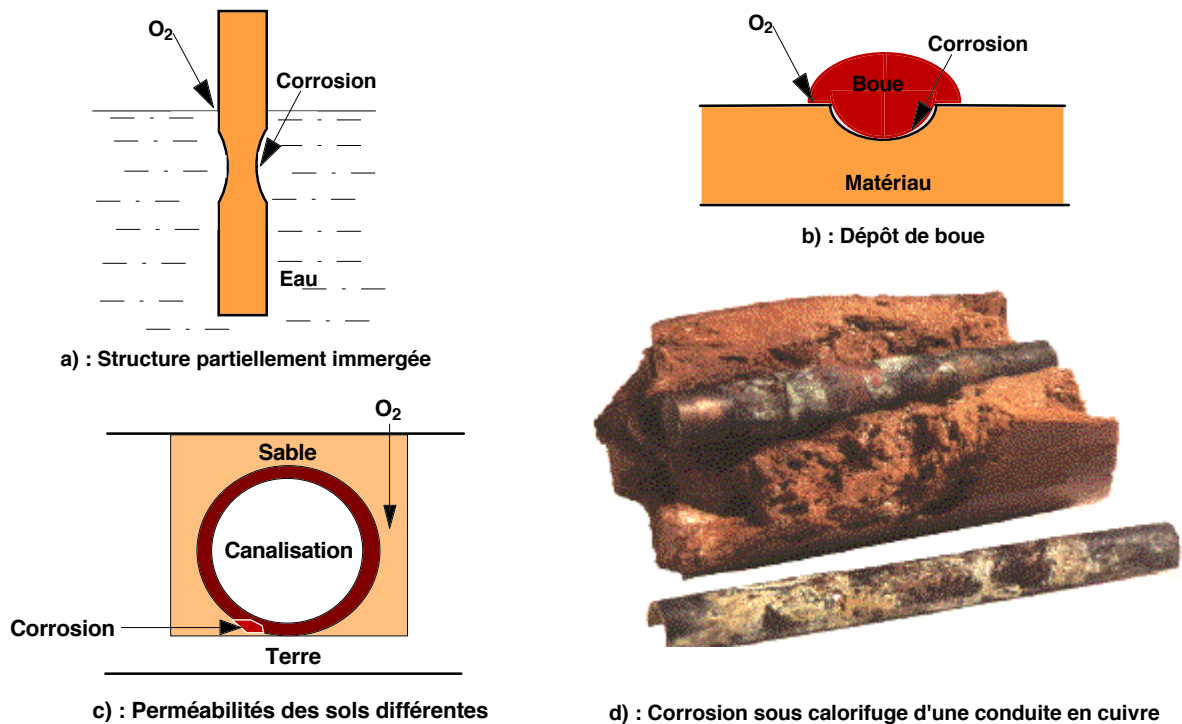 O2
Corrosion
Eau
a) : Structure partiellement immergée
O2
Corrosion
Boue
Matériau
b) : Dépôt de boue
O2
Sable
Canalisation
Corrosion
Terre
c) : Perméabilités des sols différentes
d) : Corrosion sous calorifuge d'une conduite en cuivre